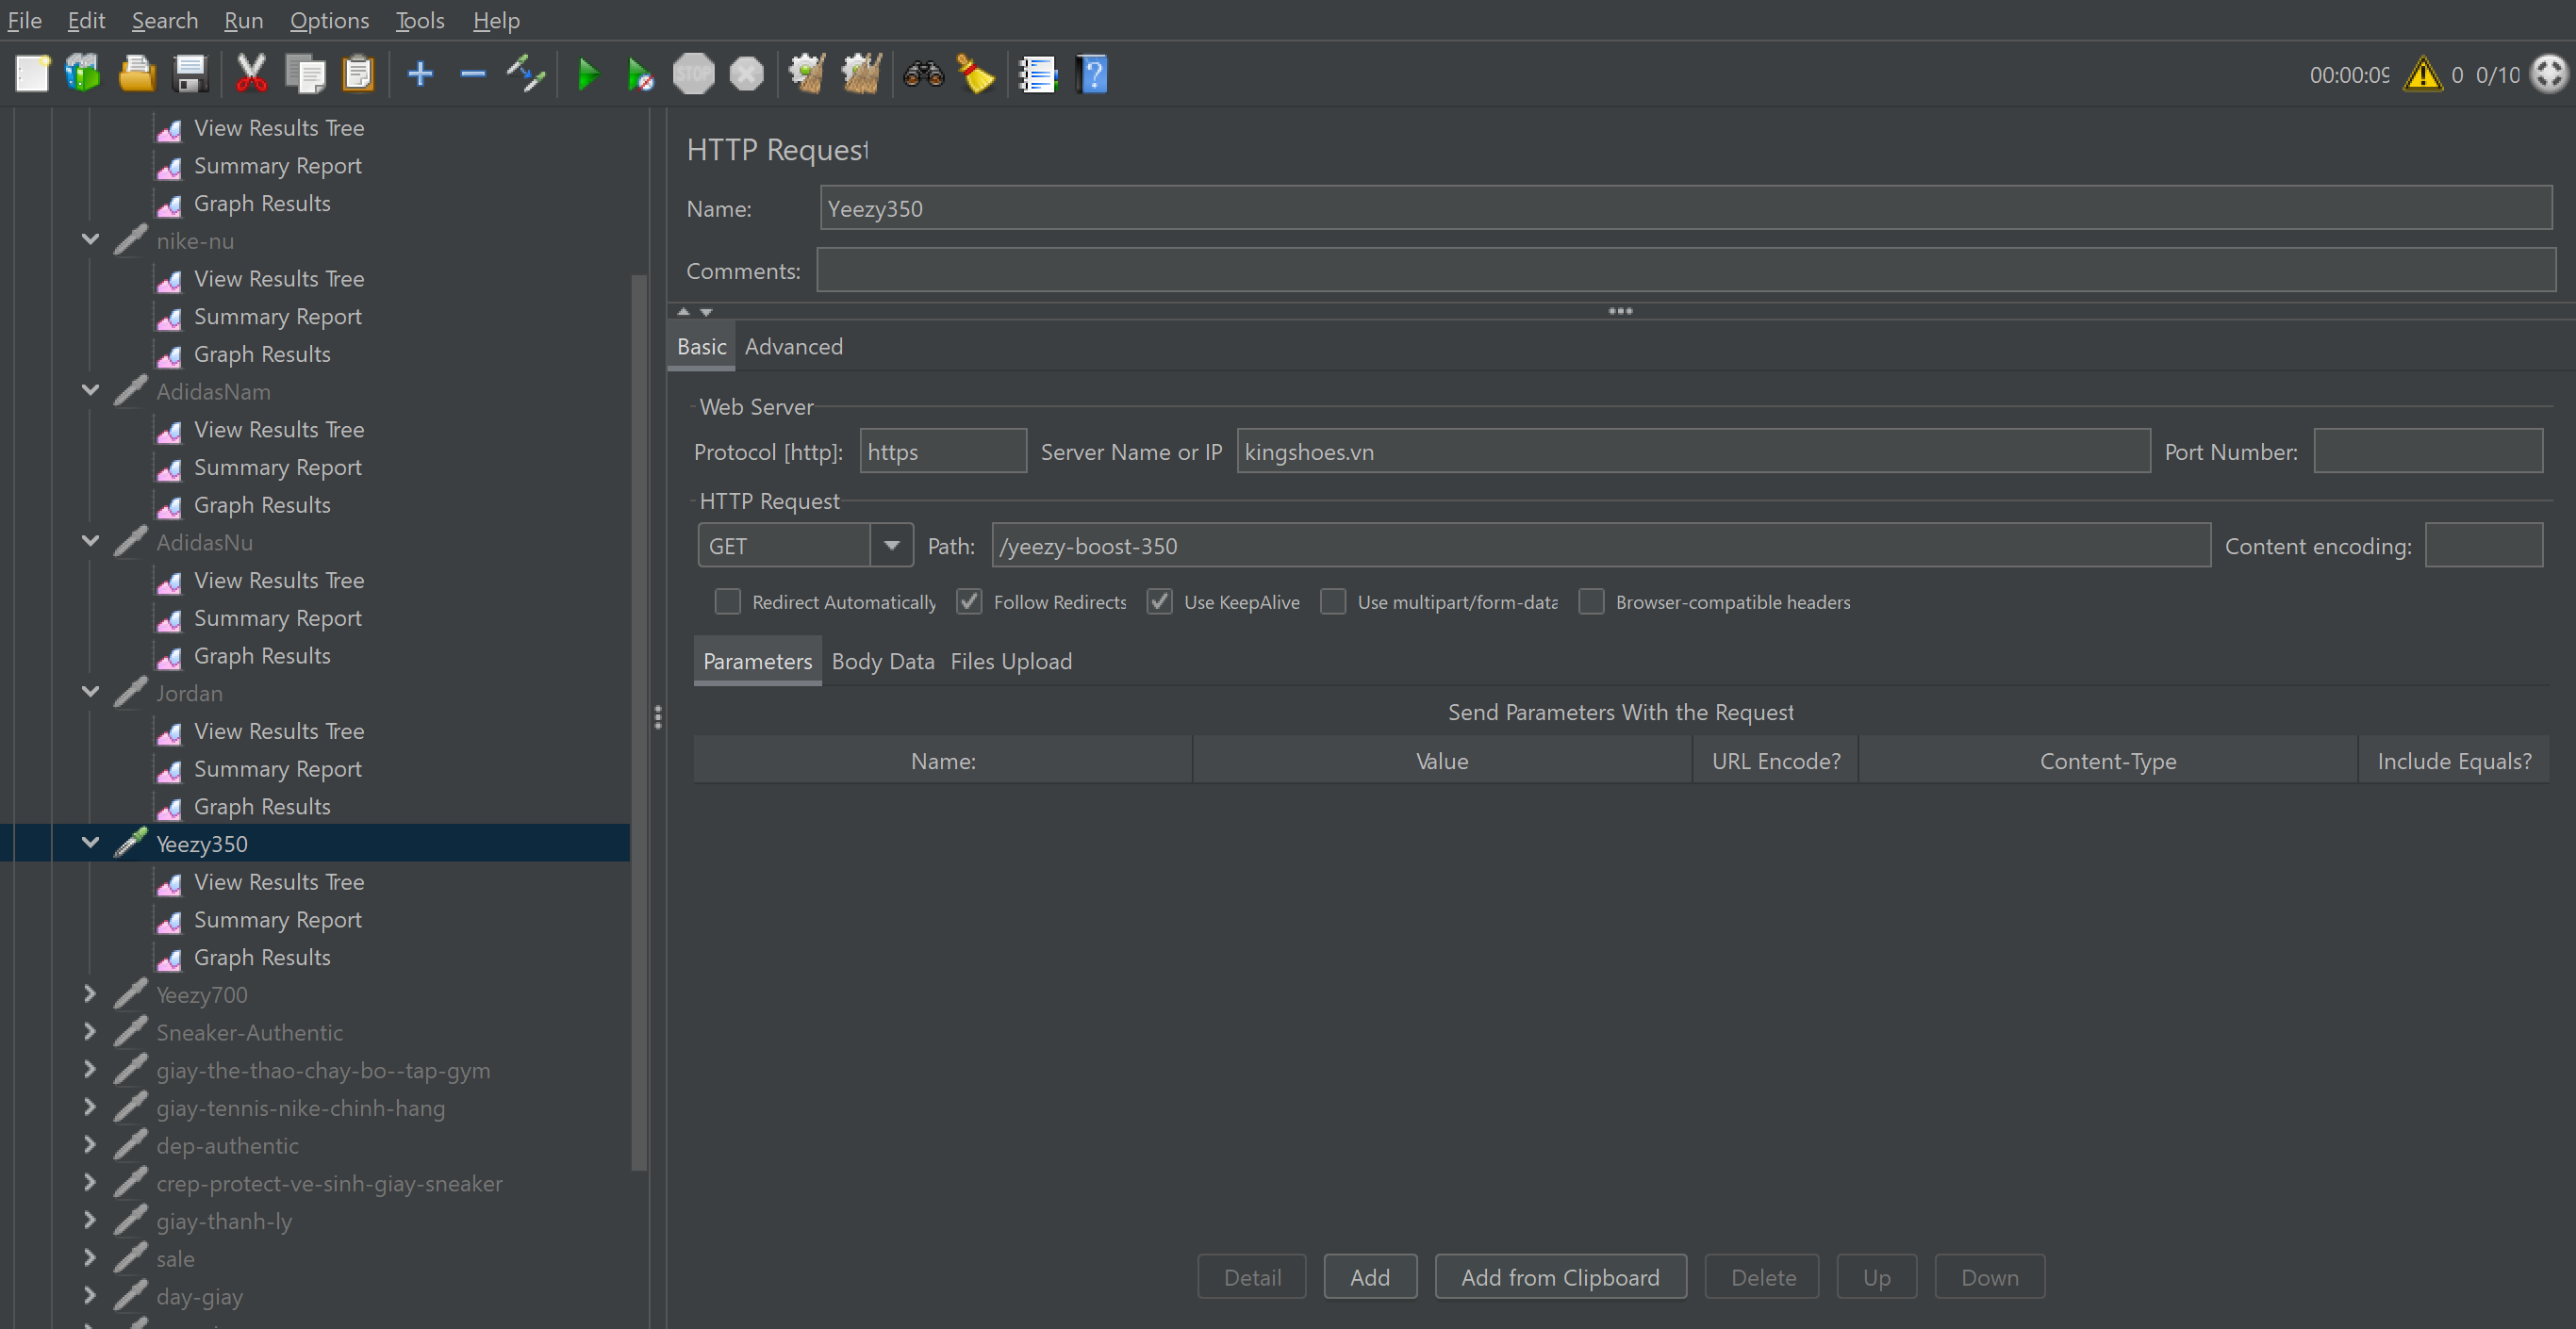 File Edit Search Run Options Tools Help
STOP
00:00:09 0 0/10
View Results Tree
Summary Report
Graph Results
nike-nu
View Results Tree
Summary Report
Graph Results
AdidasNam
View Results Tree
Summary Report
Graph Results
AdidasNu
View Results Tree
Summary Report
Graph Results
Jordan
View Results Tree
Summary Report
Graph Results
Yeezy350
View Results Tree
Summary Report
Graph Results
Yeezy700
Sneaker-Authentic
giay-the-thao-chay-bo--tap-gym
giay-tennis-nike-chinh-hang
dep-authentic
crep-protect-ve-sinh-giay-sneaker
giay-thanh-ly
sale
day-giay
HTTP Request
Name: Yeezy350
Comments:
Basic Advanced
Web Server
Protocol [http]: https Server Name or IP kingshoes.vn Port Number:
HTTP Request
GET Path: /yeezy-boost-350 Content encoding:
Redirect Automatically Follow Redirects Use KeepAlive Use multipart/form-data Browser-compatible headers
Parameters Body Data Files Upload
Send Parameters With the Request
Name: Value URL Encode? Content-Type Include Equals?
Detail Add Add from Clipboard Delete Up Down